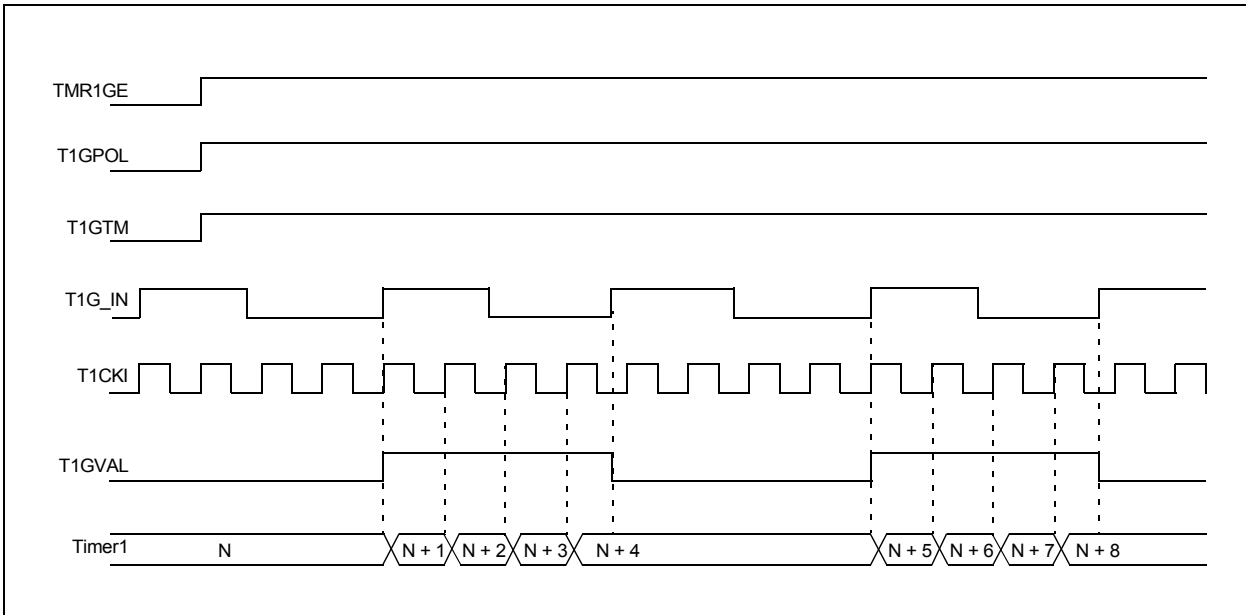 TMR1GE
T1GPOL
T1GTM
T1G_IN
T1CKI
T1GVAL
Timer1 N N + 1 N + 2 N + 3 N + 4 N + 5 N + 6 N + 7 N + 8